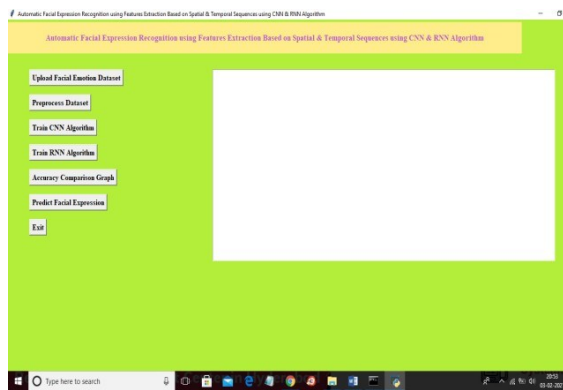 Automatic Facial Expression Recognition using Features Extraction Based on Spatial & Temporal Sequences using CNN & RNN Algorithm
Automatic Facial Expression Recognition using Features Extraction Based on Spatial & Temporal Sequences using CNN & RNN Algorithm
Upload Facial Emotion Dataset
Preprocess Dataset
Train CNN Algorithm
Train RNN Algorithm
Accuracy Comparison Graph
Predict Facial Expression
Exit
Type here to search
20:53